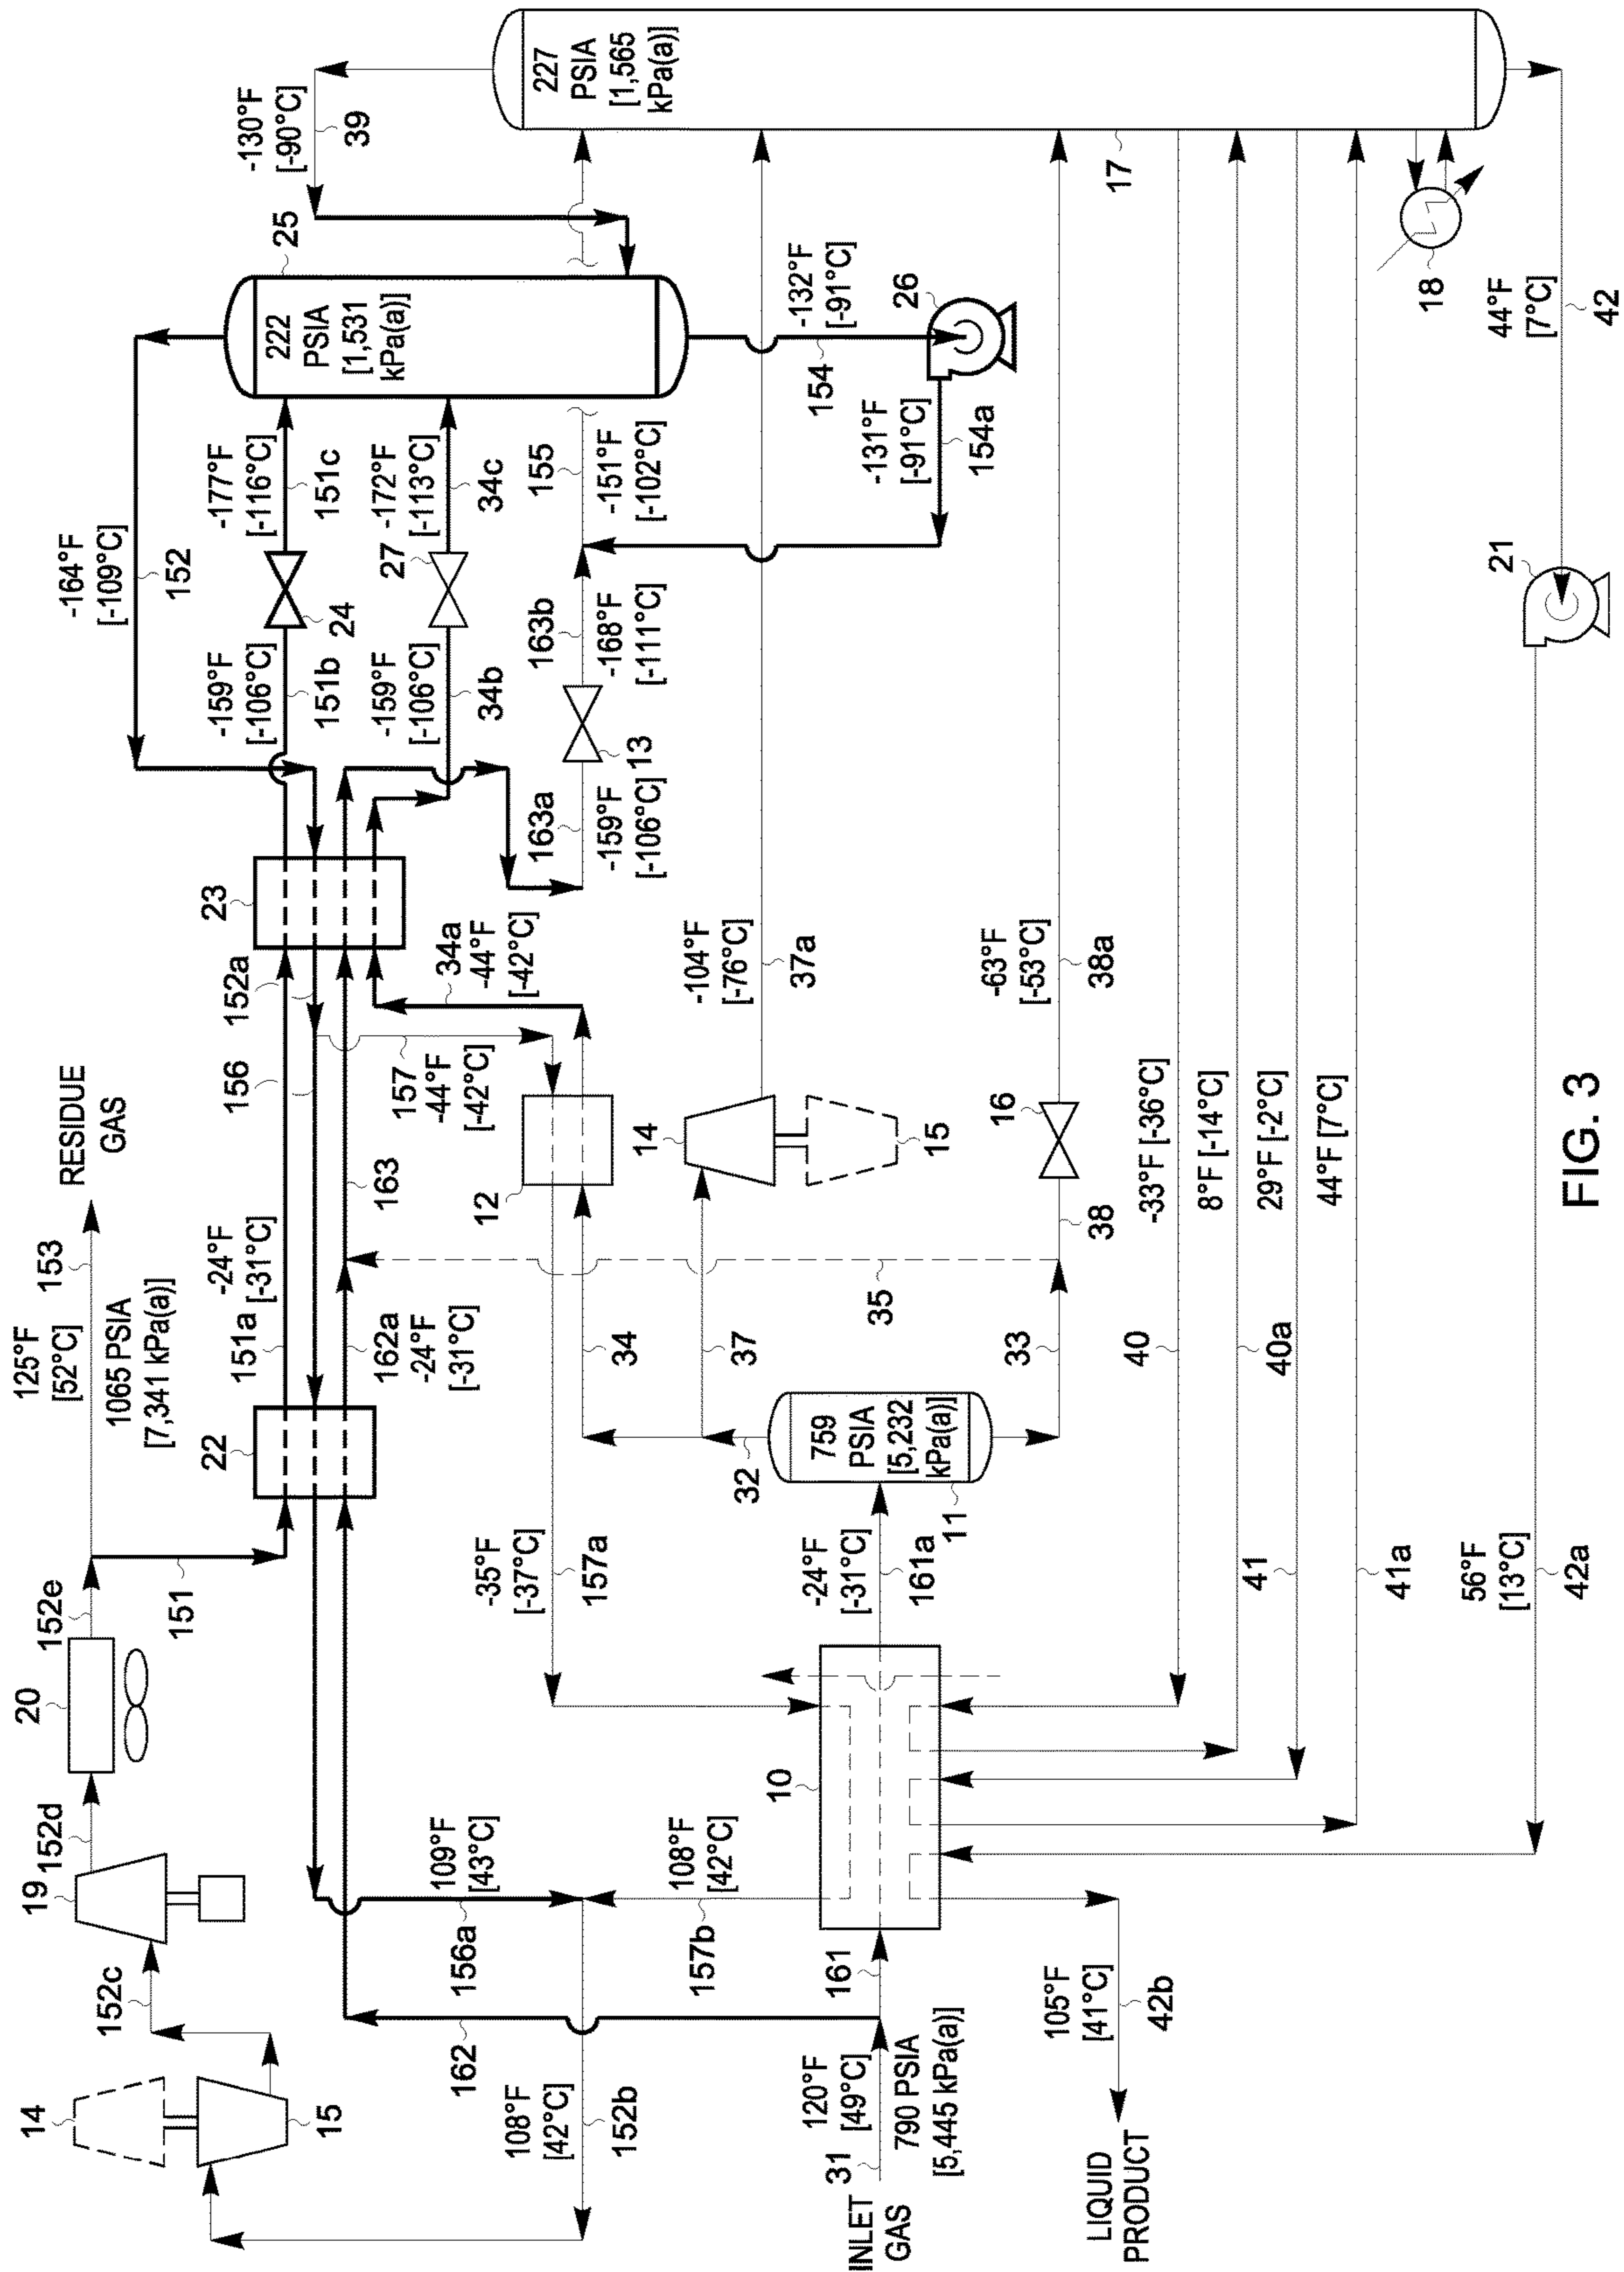 125°F
[52°C]
153
RESIDUE
GAS
1065 PSIA
[7,341 kPa(a)]
14
15
152c
19
152d
20
152e
151
22
-24°F
[-31°C]
151a
156
152a
23
-159°F
[-106°C]
151b
-164°F
[-109°C]
152
24
-177°F
[-116°C]
151c
25
222
PSIA
[1,531
kPa(a)]
-130°F
[-90°C]
39
227
PSIA
[1,565
kPa(a)]
162a
-24°F
[-31°C]
163
34a
-44°F
[-42°C]
157
-44°F
[-42°C]
-159°F
[-106°C]
34b
27
-172°F
[-113°C]
34c
163a
-159°F
[-106°C]
13
163b
-168°F
[-111°C]
155
-151°F
[-102°C]
154
-132°F
[-91°C]
26
-131°F
[-91°C]
154a
162
109°F
[43°C]
156a
108°F
[42°C]
157b
108°F
[42°C]
152b
-35°F
[-37°C]
157a
12
34
37
14
15
-104°F
[-76°C]
37a
32
759
PSIA
[5,232
kPa(a)]
11
33
35
38
16
-63°F
[-53°C]
38a
INLET
GAS
31
120°F
[49°C]
790 PSIA
[5,445 kPa(a)]
161
10
-24°F
[-31°C]
161a
40
-33°F [-36°C]
17
40a
8°F [-14°C]
41
29°F [-2°C]
41a
44°F [7°C]
18
LIQUID
PRODUCT
105°F
[41°C]
42b
56°F
[13°C]
42a
21
44°F
[7°C]
42
FIG. 3